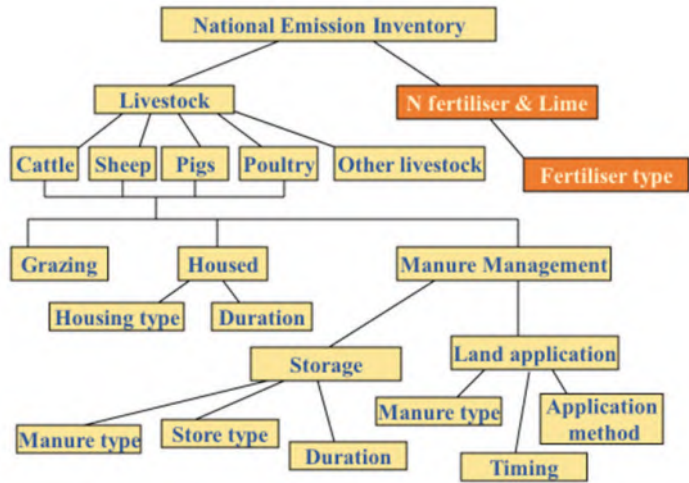 National Emission Inventory
Livestock
N fertiliser & Lime
Cattle
Sheep
Pigs
Poultry
Other livestock
Fertiliser type
Grazing
Housed
Manure Management
Housing type
Duration
Storage
Land application
Manure type
Store type
Duration
Manure type
Timing
Application
method